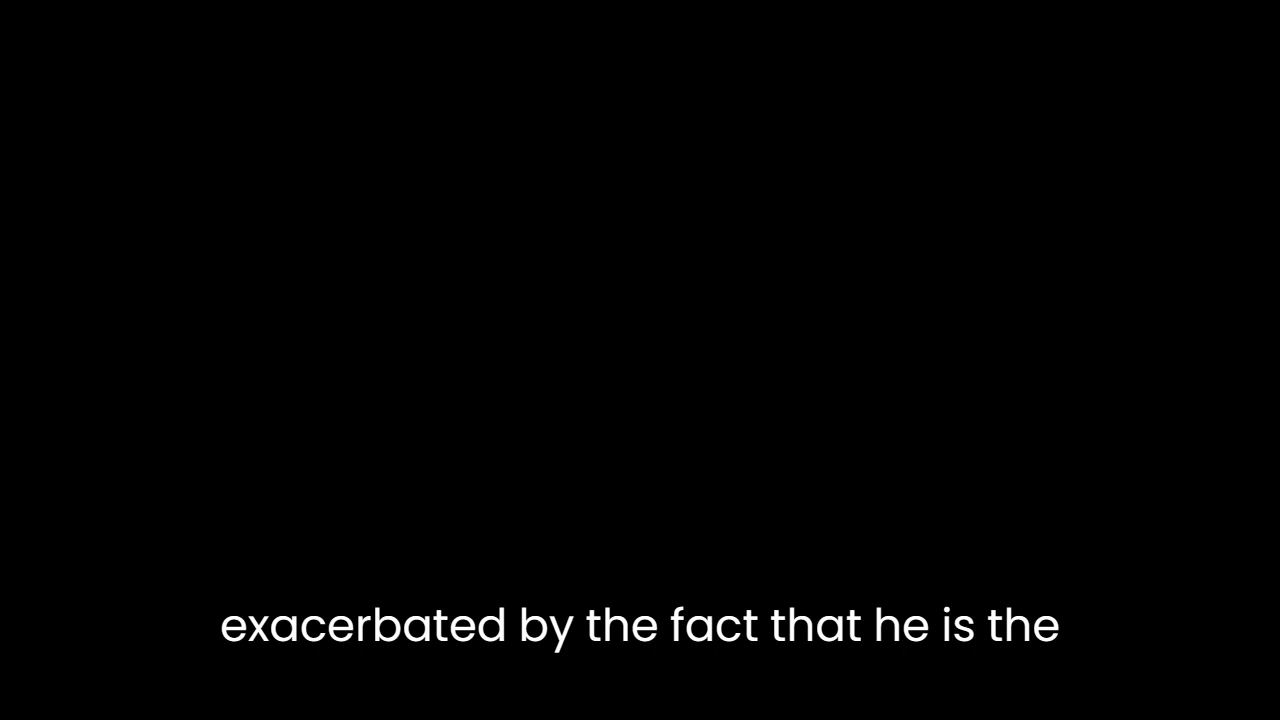 exacerbated by the fact that he is the